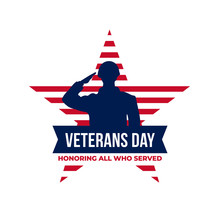 VETERANS DAY
HONORING ALL WHO SERVED